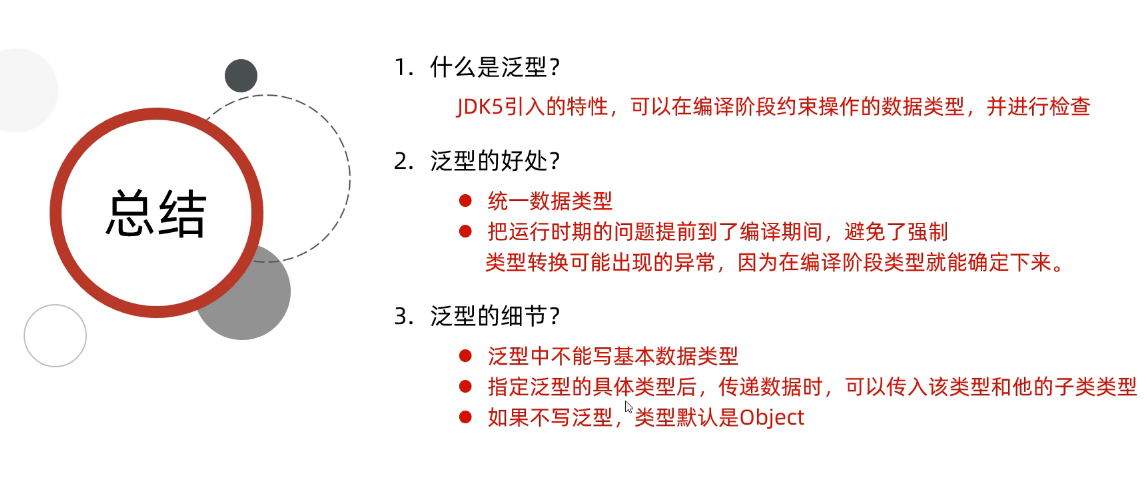 总结
1. 什么是泛型?
JDK5引入的特性，可以在编译阶段约束操作的数据类型，并进行检查
2. 泛型的好处?
● 统一数据类型
● 把运行时期的问题提前到了编译期间，避免了强制
类型转换可能出现的异常，因为在编译阶段类型就能确定下来。
3. 泛型的细节?
● 泛型中不能写基本数据类型
● 指定泛型的具体类型后，传递数据时，可以传入该类型和他的子类类型
● 如果不写泛型，类型默认是Object